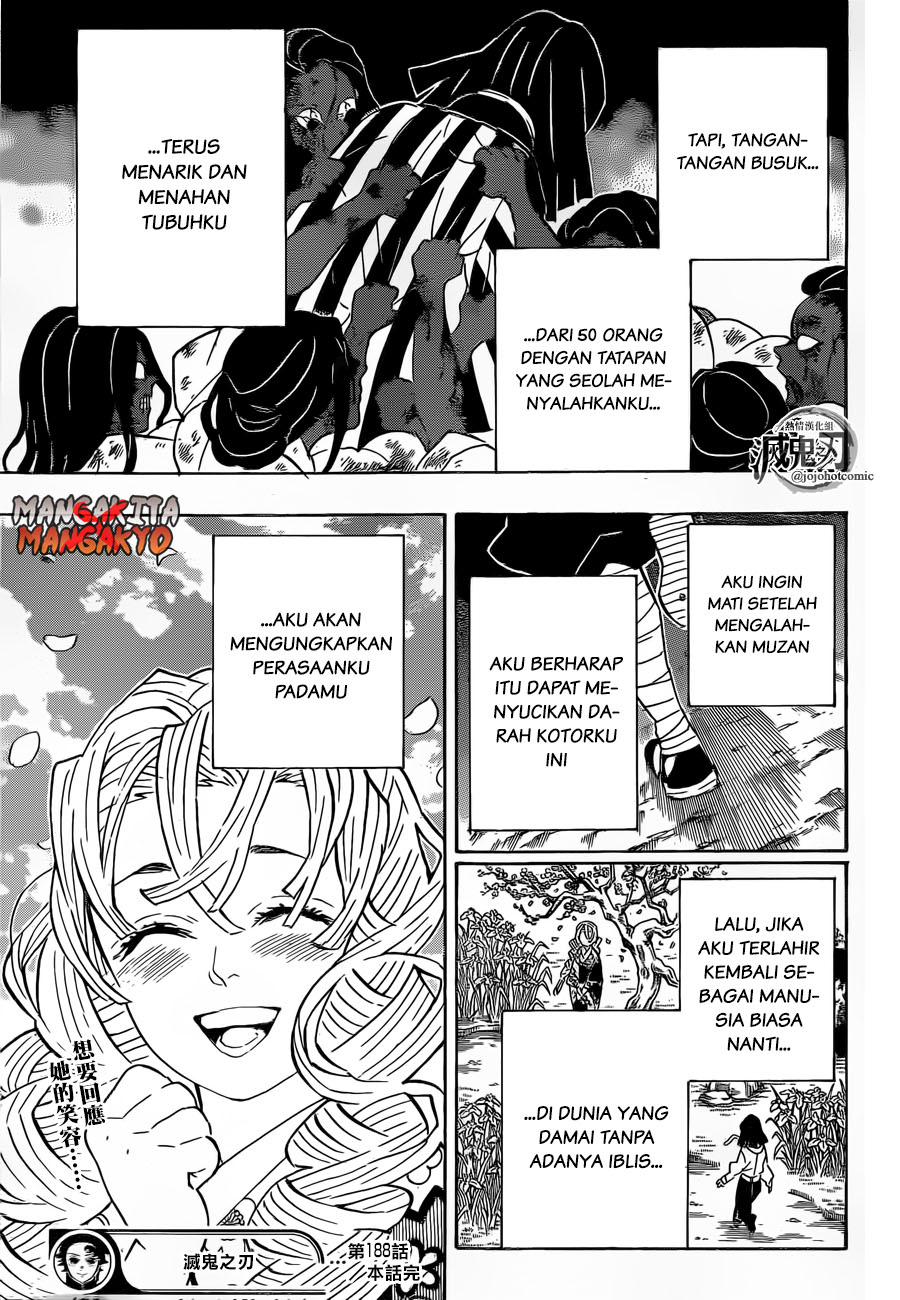 TAPI, TANGAN-
TANGAN BUSUK...
...DARI 50 ORANG
DENGAN TATAPAN
YANG SEOLAH ME-
NYALAHKANKU...
...TERUS
MENARIK DAN
MENAHAN
TUBUHKU
熱情漢化組
滅鬼之刃
@jojohotcomic
MANGAKITA
MANGAKYO
AKU INGIN
MATI SETELAH
MENGALAH-
KAN MUZAN
AKU BERHARAP
ITU DAPAT ME-
NYUCIKAN DA-
RAH KOTORKU
INI
LALU, JIKA
AKU TERLAHIR
KEMBALI SE-
BAGAI MANU-
SIA BIASA
NANTI...
...DI DUNIA YANG
DAMAI TANPA
ADANYA IBLIS...
...AKU AKAN
MENGUNGKAPKAN
PERASAANKU
PADAMU
想要回應
她的笑容......
滅鬼之刃
... 第188話
本話完